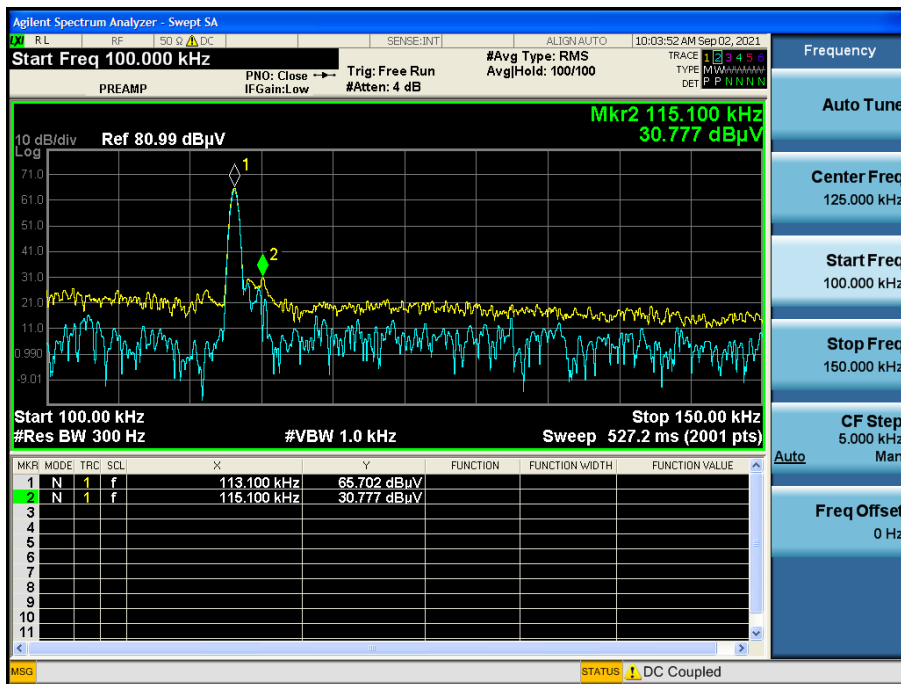 Agilent Spectrum Analyzer - Swept SA
LXI RL RF 50 Ω DC SENSE:INT ALIGN AUTO 10:03:52 AM Sep 02, 2021
Start Freq 100.000 kHz
PNO: Close
IFGain:Low
PREAMP
Trig: Free Run
#Atten: 4 dB
#Avg Type: RMS
Avg|Hold: 100/100
TRACE 1 2 3 4 5 6
TYPE MWWWWW
DET P P N N N N
Mkr2 115.100 kHz
30.777 dBµV
10 dB/div Ref 80.99 dBµV
Log
71.0
61.0
51.0
41.0
31.0
21.0
11.0
0.990
-9.01
1
2
Start 100.00 kHz Stop 150.00 kHz
#Res BW 300 Hz #VBW 1.0 kHz Sweep 527.2 ms (2001 pts)
MKR MODE TRC SCL X Y FUNCTION FUNCTION WIDTH FUNCTION VALUE
1 N 1 f 113.100 kHz 65.702 dBµV
2 N 1 f 115.100 kHz 30.777 dBµV
3
4
5
6
7
8
9
10
11
MSG STATUS DC Coupled
Frequency
Auto Tune
Center Freq
125.000 kHz
Start Freq
100.000 kHz
Stop Freq
150.000 kHz
CF Step
5.000 kHz
Auto Man
Freq Offset
0 Hz